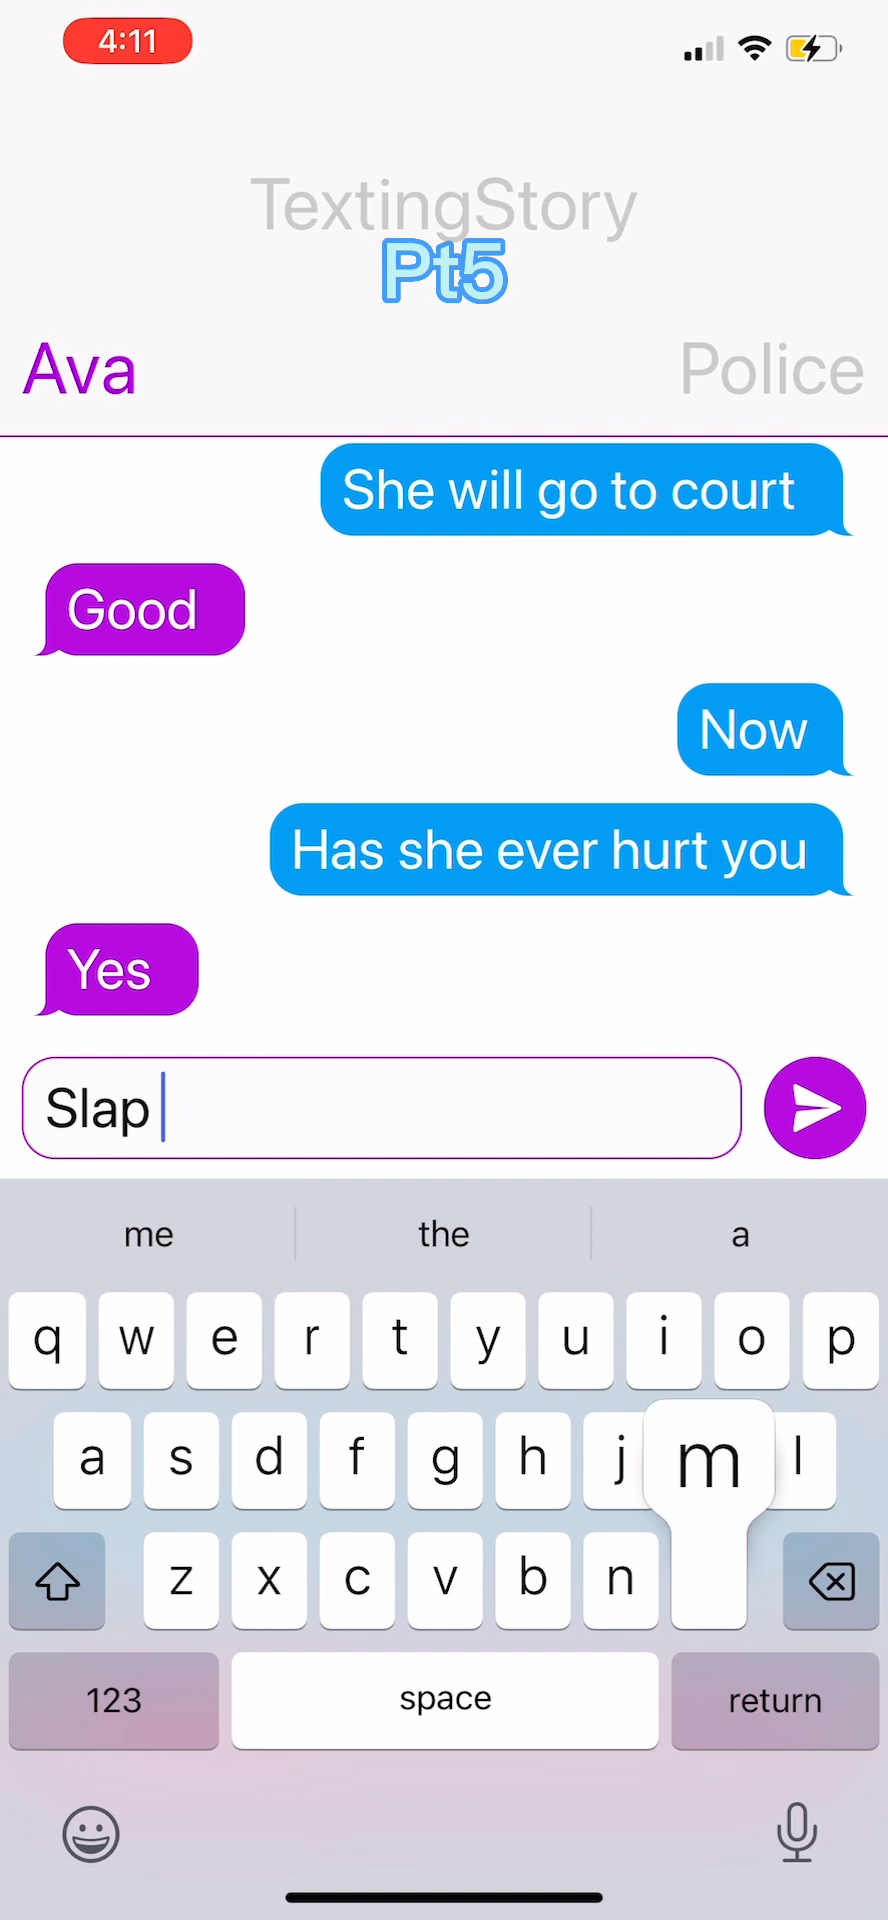 4:11
TextingStory
Pt5
Ava Police
She will go to court
Good
Now
Has she ever hurt you
Yes
Slap
me the a
q w e r t y u i o p
a s d f g h j m l
z x c v b n
123 space return